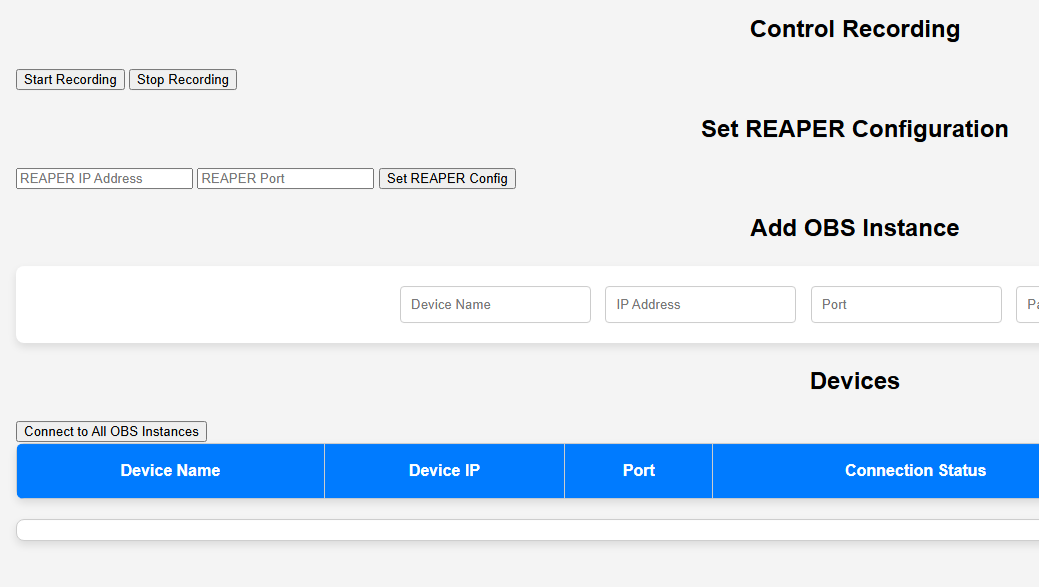 Control Recording
Start Recording Stop Recording
Set REAPER Configuration
REAPER IP Address REAPER Port Set REAPER Config
Add OBS Instance
Device Name IP Address Port
Devices
Connect to All OBS Instances
Device Name Device IP Port Connection Status